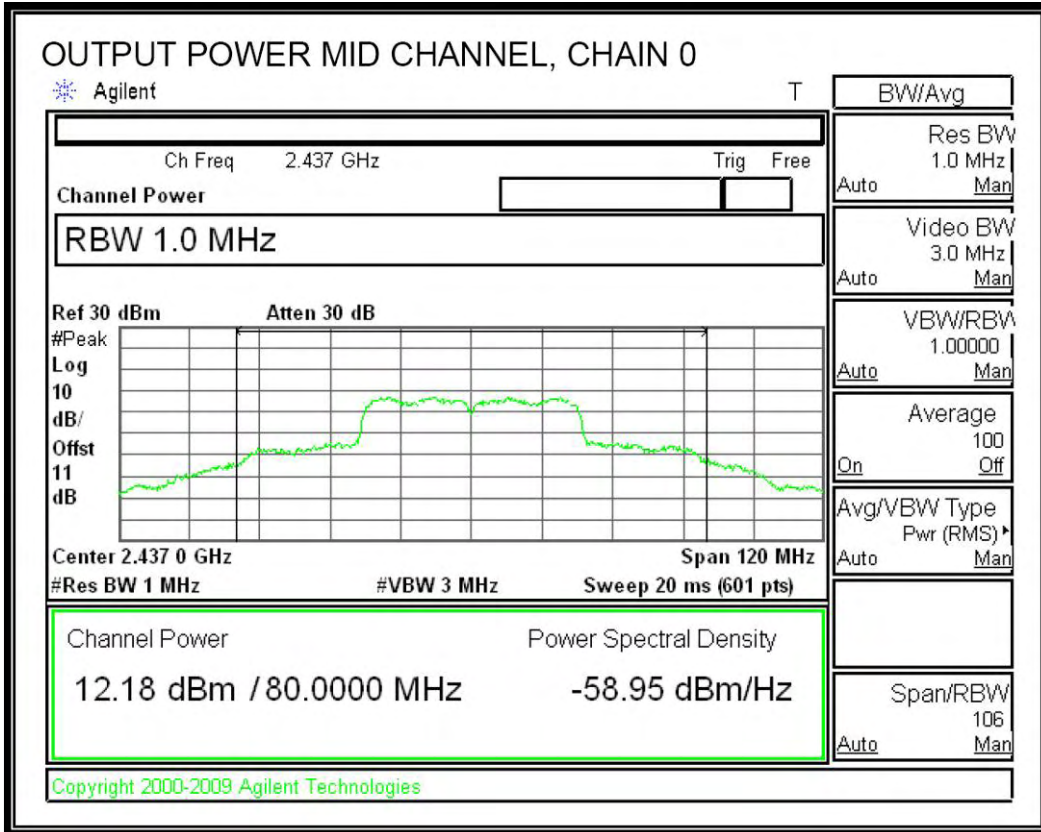 OUTPUT POWER MID CHANNEL, CHAIN 0
Agilent T
Ch Freq 2.437 GHz Trig Free
Channel Power
RBW 1.0 MHz
Ref 30 dBm Atten 30 dB
#Peak
Log
10
dB/
Offst
11
dB
Center 2.437 0 GHz Span 120 MHz
#Res BW 1 MHz #VBW 3 MHz Sweep 20 ms (601 pts)
Channel Power Power Spectral Density
12.18 dBm / 80.0000 MHz -58.95 dBm/Hz
Copyright 2000-2009 Agilent Technologies
BW/Avg
Res BW
1.0 MHz
Auto Man
Video BW
3.0 MHz
Auto Man
VBW/RBW
1.00000
Auto Man
Average
100
On Off
Avg/VBW Type
Pwr (RMS)
Auto Man
Span/RBW
106
Auto Man